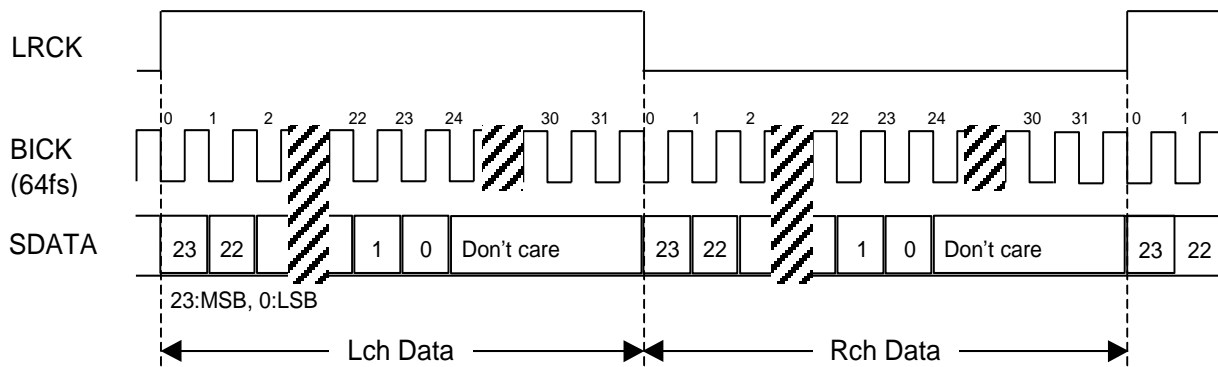 LRCK
0 1 2 22 23 24 30 31 0 1 2 22 23 24 30 31 0 1
BICK
(64fs)
SDATA 23 22 1 0 Don't care 23 22 1 0 Don't care 23 22
23:MSB, 0:LSB
Lch Data Rch Data